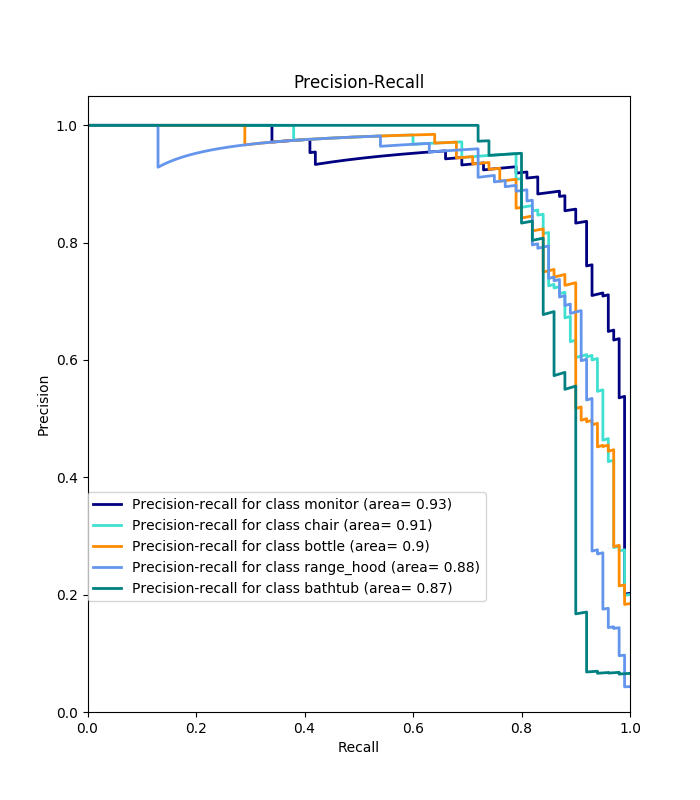 Precision-Recall
1.0
0.8
0.6
0.4
0.2
0.0
Precision
Precision-recall for class monitor (area= 0.93)
Precision-recall for class chair (area= 0.91)
Precision-recall for class bottle (area= 0.9)
Precision-recall for class range_hood (area= 0.88)
Precision-recall for class bathtub (area= 0.87)
0.0 0.2 0.4 0.6 0.8 1.0
Recall